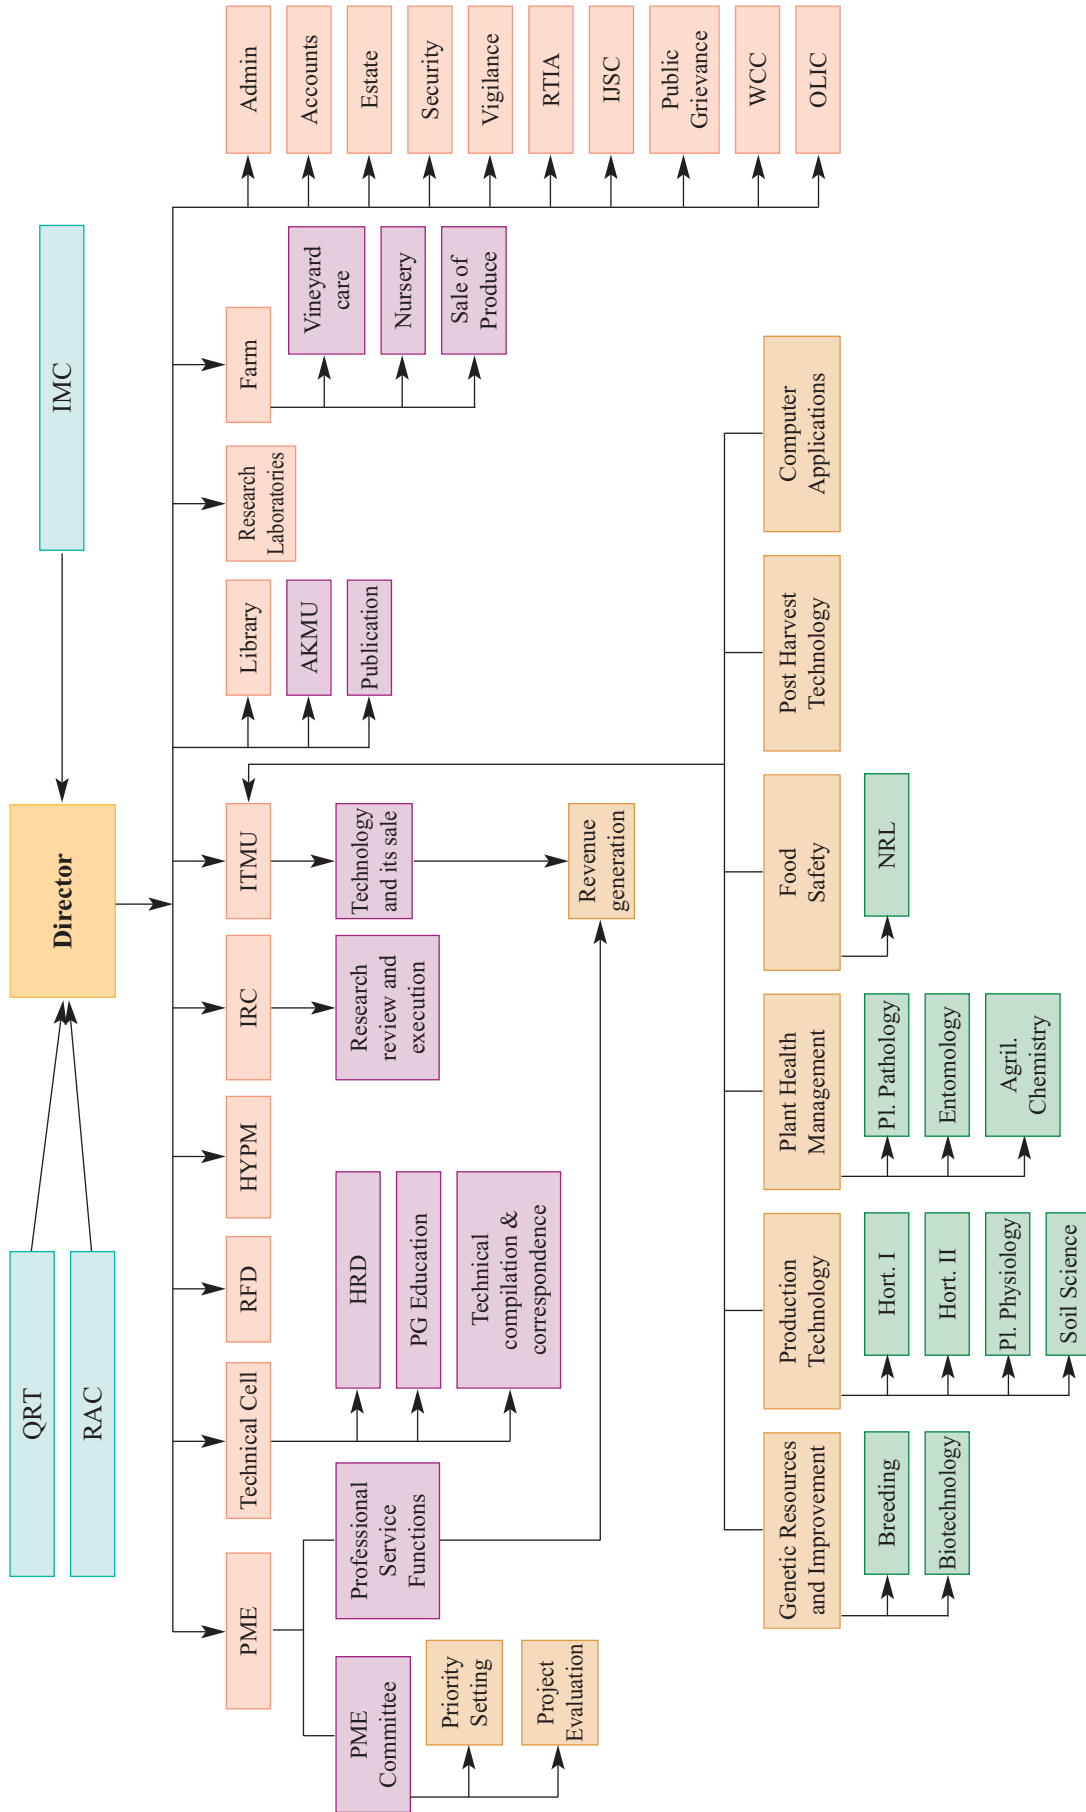 QRT
RAC
Director
IMC
PME
Technical Cell
RFD
HYPM
IRC
ITMU
Library
AKMU
Publication
Research
Laboratories
Farm
Vineyard
care
Nursery
Sale of
Produce
Admin
Accounts
Estate
Security
Vigilance
RTIA
IJSC
Public
Grievance
WCC
OLIC
PME
Committee
Professional
Service
Functions
Priority
Setting
Project
Evaluation
HRD
PG Education
Technical
compilation &
correspondence
Research
review and
execution
Technology
and its sale
Revenue
generation
Genetic Resources
and Improvement
Breeding
Biotechnology
Production
Technology
Hort. I
Hort. II
Pl. Physiology
Soil Science
Plant Health
Management
Pl. Pathology
Entomology
Agril.
Chemistry
Food
Safety
NRL
Post Harvest
Technology
Computer
Applications